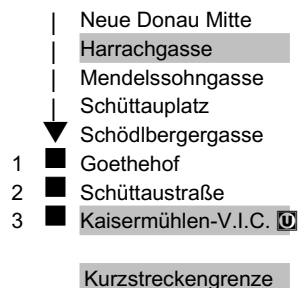 Neue Donau Mitte
Harrachgasse
Mendelssohngasse
Schüttauplatz
Schödlbergergasse
1 Goethehof
2 Schüttaustraße
3 Kaisermühlen-V.I.C. U
Kurzstreckengrenze